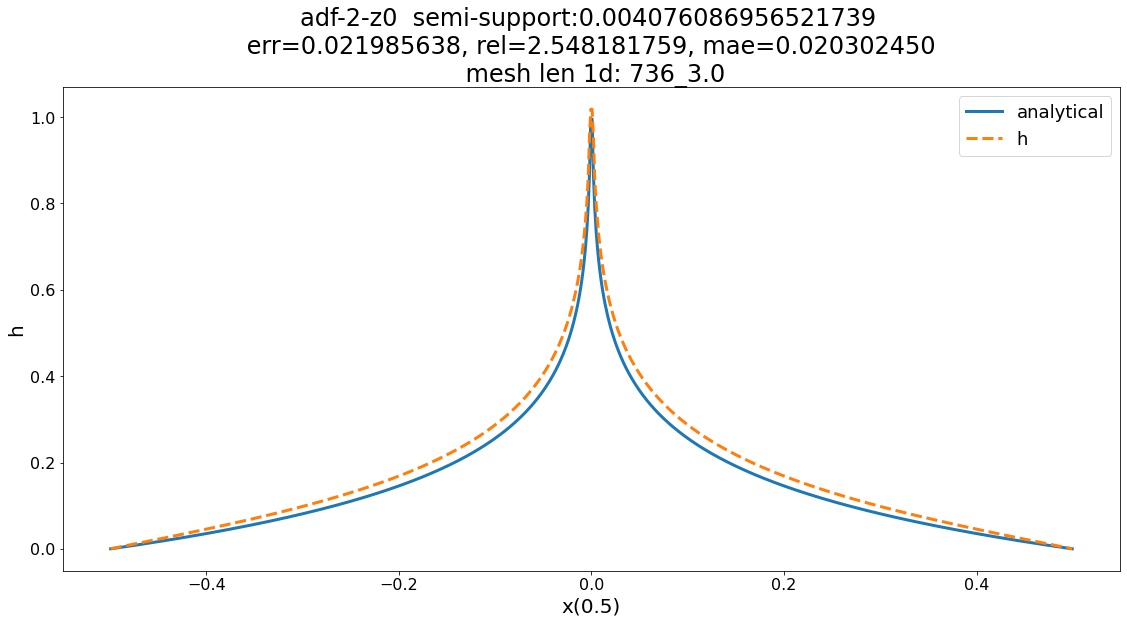 adf-2-z0 semi-support:0.004076086956521739
err=0.021985638, rel=2.548181759, mae=0.020302450
mesh len 1d: 736_3.0
analytical
h
1.0
0.8
0.6
0.4
0.2
0.0
h
−0.4
−0.2
0.0
0.2
0.4
x(0.5)